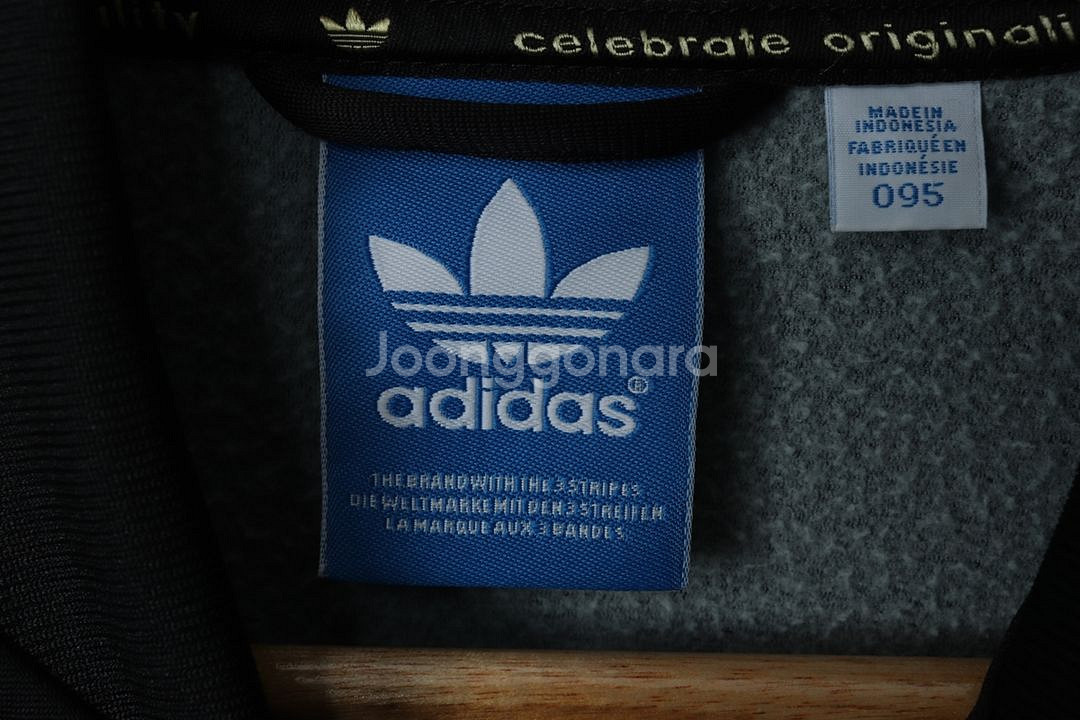 ility
celebrate originali
MADE IN
INDONESIA
FABRIQUÉ EN
INDONÉSIE
095
Joonggonara
adidas®
THE BRAND WITH THE 3 STRIPES
DIE WELTMARKE MIT DEN 3 STREIFEN
LA MARQUE AUX 3 BANDES